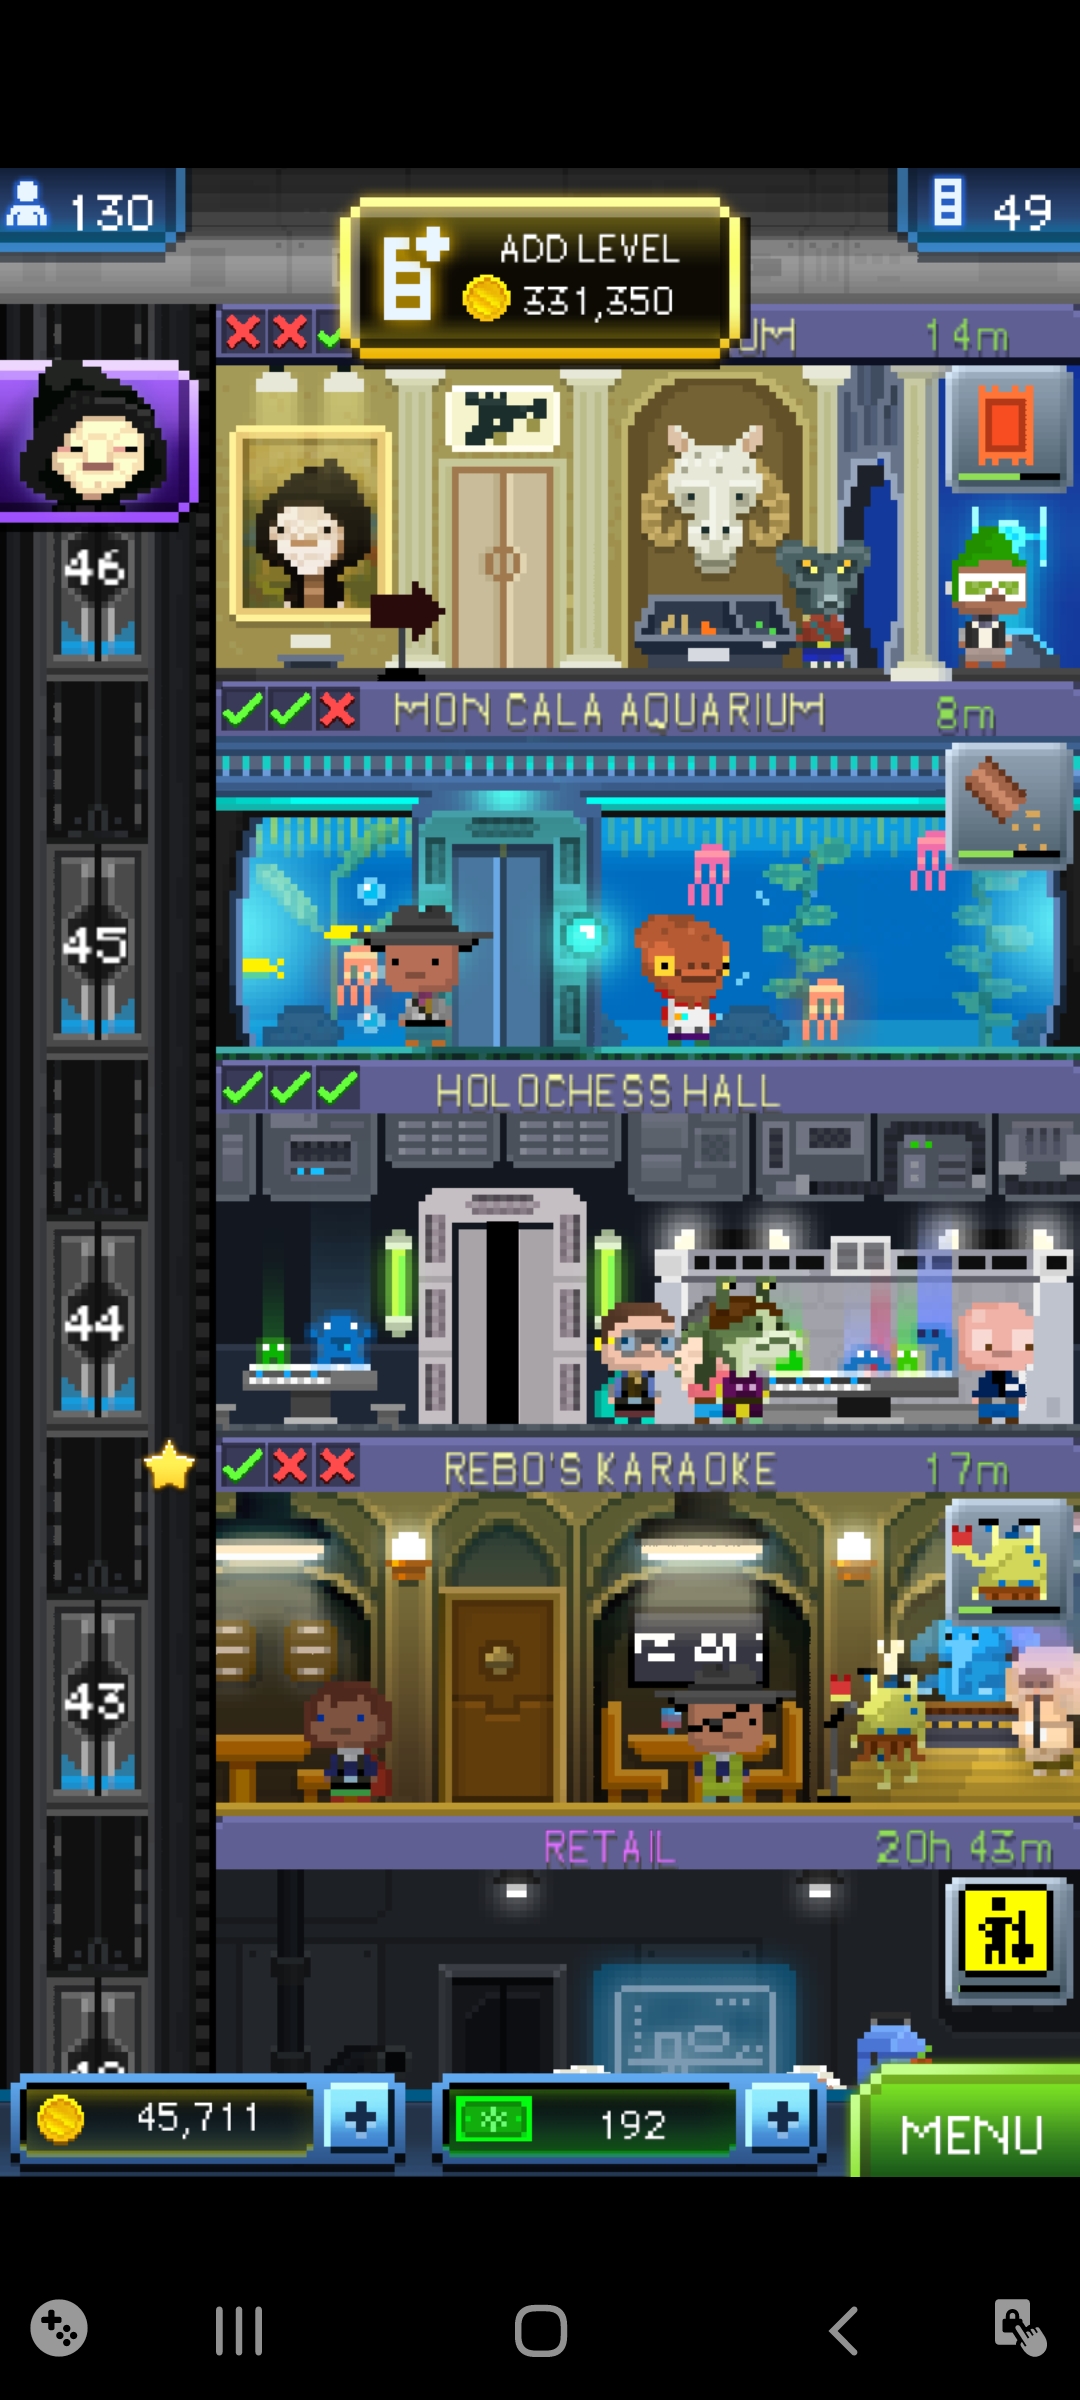 130
49
ADD LEVEL
331,350
UM 14m
46
MON CALA AQUARIUM 8m
45
HOLOCHESS HALL
44
REBO'S KARAOKE 17m
43
RETAIL 20h 43m
45,711
192
MENU